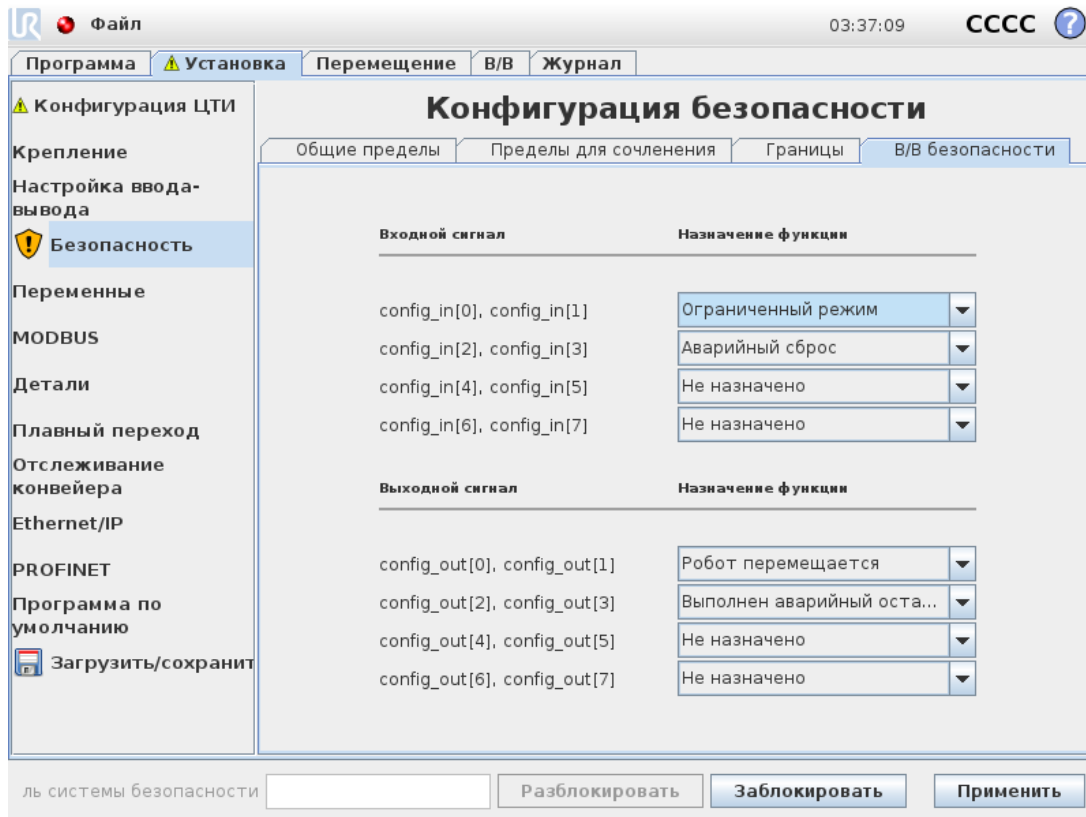 UR Файл 03:37:09 CCCC ?
Программа Установка Перемещение В/В Журнал
Конфигурация ЦТИ
Крепление
Настройка ввода-
вывода
Безопасность
Переменные
MODBUS
Детали
Плавный переход
Отслеживание
конвейера
Ethernet/IP
PROFINET
Программа по
умолчанию
Загрузить/сохранит
Конфигурация безопасности
Общие пределы Пределы для сочленения Границы В/В безопасности
Входной сигнал Назначение функции
config_in[0], config_in[1] Ограниченный режим
config_in[2], config_in[3] Аварийный сброс
config_in[4], config_in[5] Не назначено
config_in[6], config_in[7] Не назначено
Выходной сигнал Назначение функции
config_out[0], config_out[1] Робот перемещается
config_out[2], config_out[3] Выполнен аварийный оста...
config_out[4], config_out[5] Не назначено
config_out[6], config_out[7] Не назначено
ль системы безопасности Разблокировать Заблокировать Применить